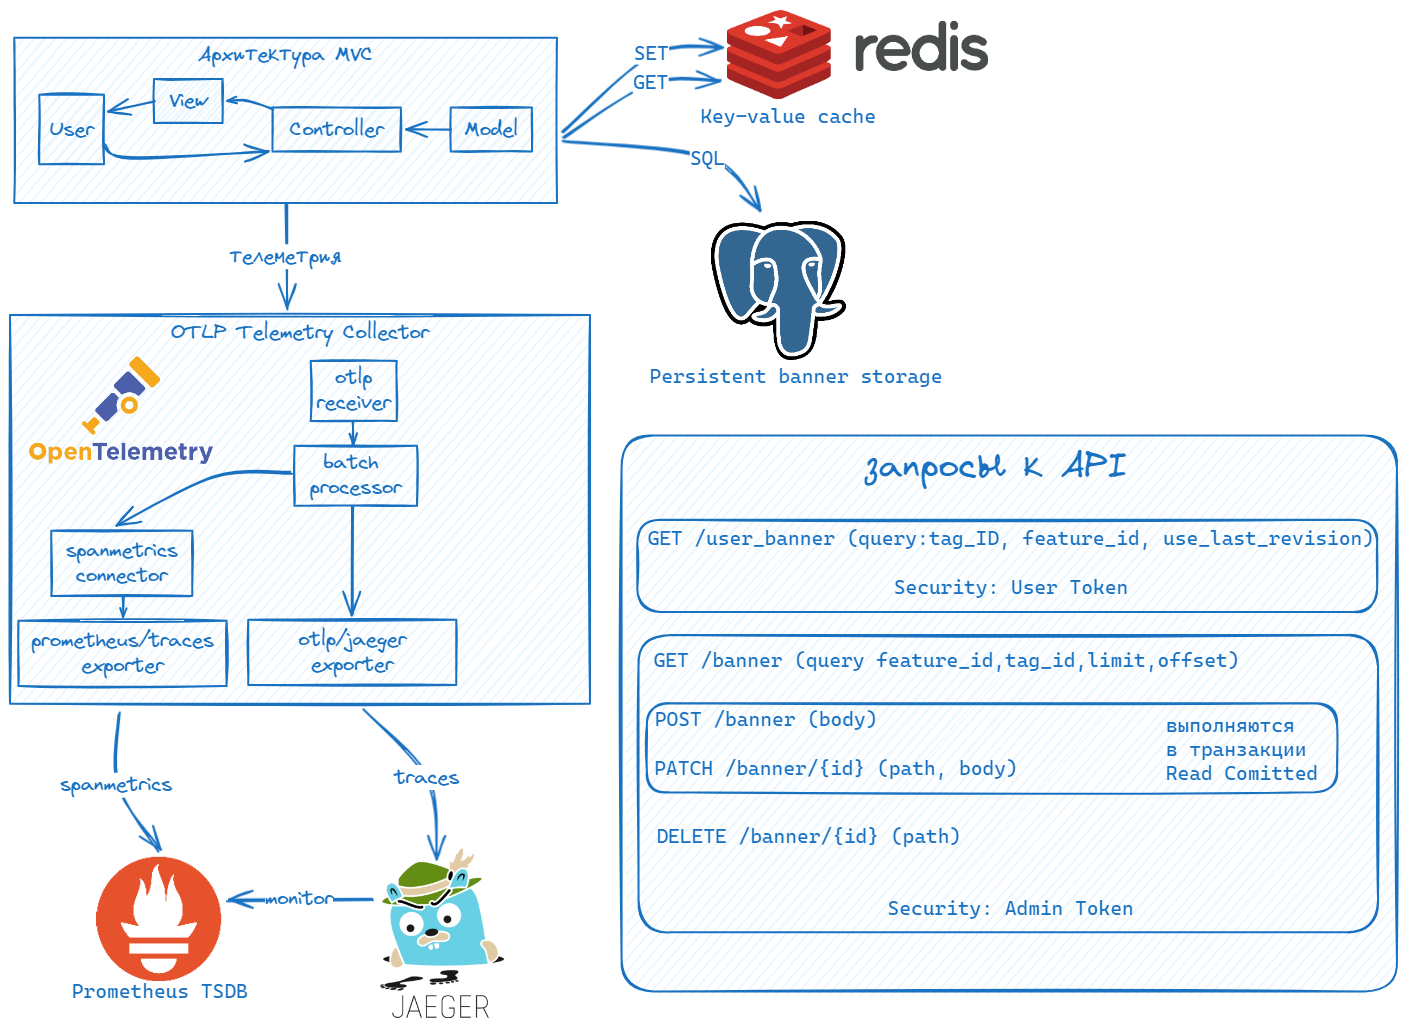 Архитектура MVC
User
View
Controller
Model
SET
GET
redis
Key-value cache
SQL
Persistent banner storage
телеметрия
OTLP Telemetry Collector
OpenTelemetry
otlp
receiver
batch
processor
spanmetrics
connector
prometheus/traces
exporter
otlp/jaeger
exporter
spanmetrics
traces
monitor
Prometheus TSDB
JAEGER
запросы к API
GET /user_banner (query:tag_ID, feature_id, use_last_revision)
Security: User Token
GET /banner (query feature_id,tag_id,limit,offset)
POST /banner (body)
PATCH /banner/{id} (path, body)
выполняются
в транзакции
Read Comitted
DELETE /banner/{id} (path)
Security: Admin Token